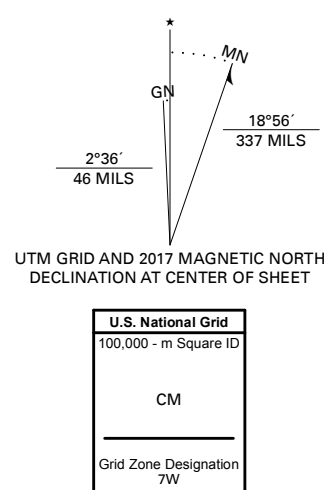 ★
MN
GN
18°56´
337 MILS
2°36´
46 MILS
UTM GRID AND 2017 MAGNETIC NORTH
DECLINATION AT CENTER OF SHEET
U.S. National Grid
100,000 - m Square ID
CM
Grid Zone Designation
7W